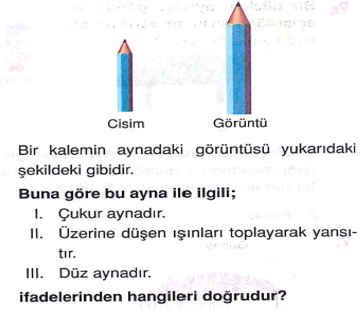 Cisim Görüntü
Bir kalemin aynadaki görüntüsü yukarıdaki
şekildeki gibidir.
Buna göre bu ayna ile ilgili;
I. Çukur aynadır.
II. Üzerine düşen ışınları toplayarak yansı-
tır.
III. Düz aynadır.
ifadelerinden hangileri doğrudur?